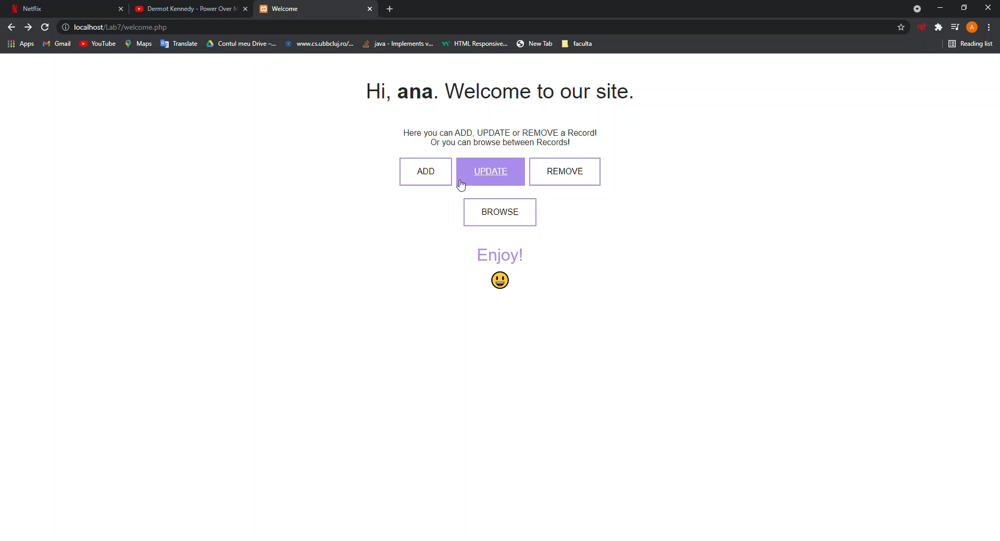 Netflix
Dermot Kennedy - Power Over M
Welcome
localhost/Lab7/welcome.php
A
Apps
Gmail
YouTube
Maps
Translate
Contul meu Drive –...
www.cs.ubbcluj.ro/...
java - Implements v...
HTML Responsive...
New Tab
faculta
Reading list
Hi, ana. Welcome to our site.
Here you can ADD, UPDATE or REMOVE a Record!
Or you can browse between Records!
ADD
UPDATE
REMOVE
BROWSE
Enjoy!